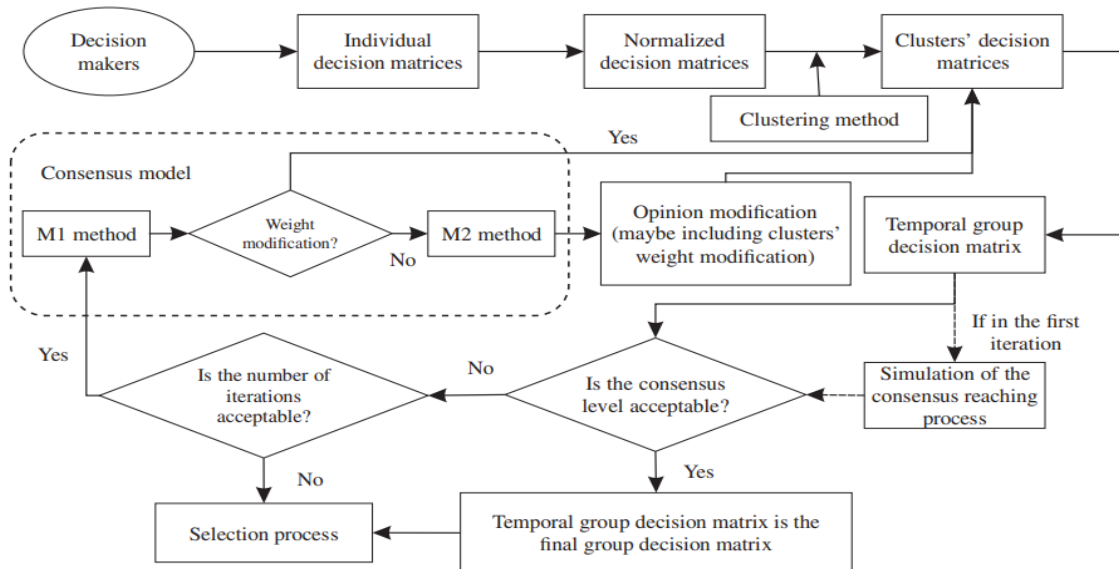 Decision
makers
Individual
decision matrices
Normalized
decision matrices
Clusters' decision
matrices
Clustering method
Yes
Consensus model
M1 method
Weight
modification?
No
M2 method
Opinion modification
(maybe including clusters'
weight modification)
Temporal group
decision matrix
If in the first
iteration
Yes
Is the number of
iterations
acceptable?
No
Is the consensus
level acceptable?
Simulation of the
consensus reaching
process
No
Yes
Selection process
Temporal group decision matrix is the
final group decision matrix